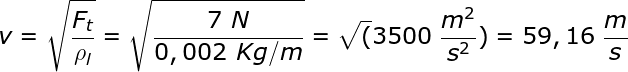 v = √(F_t/ρ_l) = √(7 N/0,002 Kg/m) = √(3500 m²/s²) = 59,16 m/s